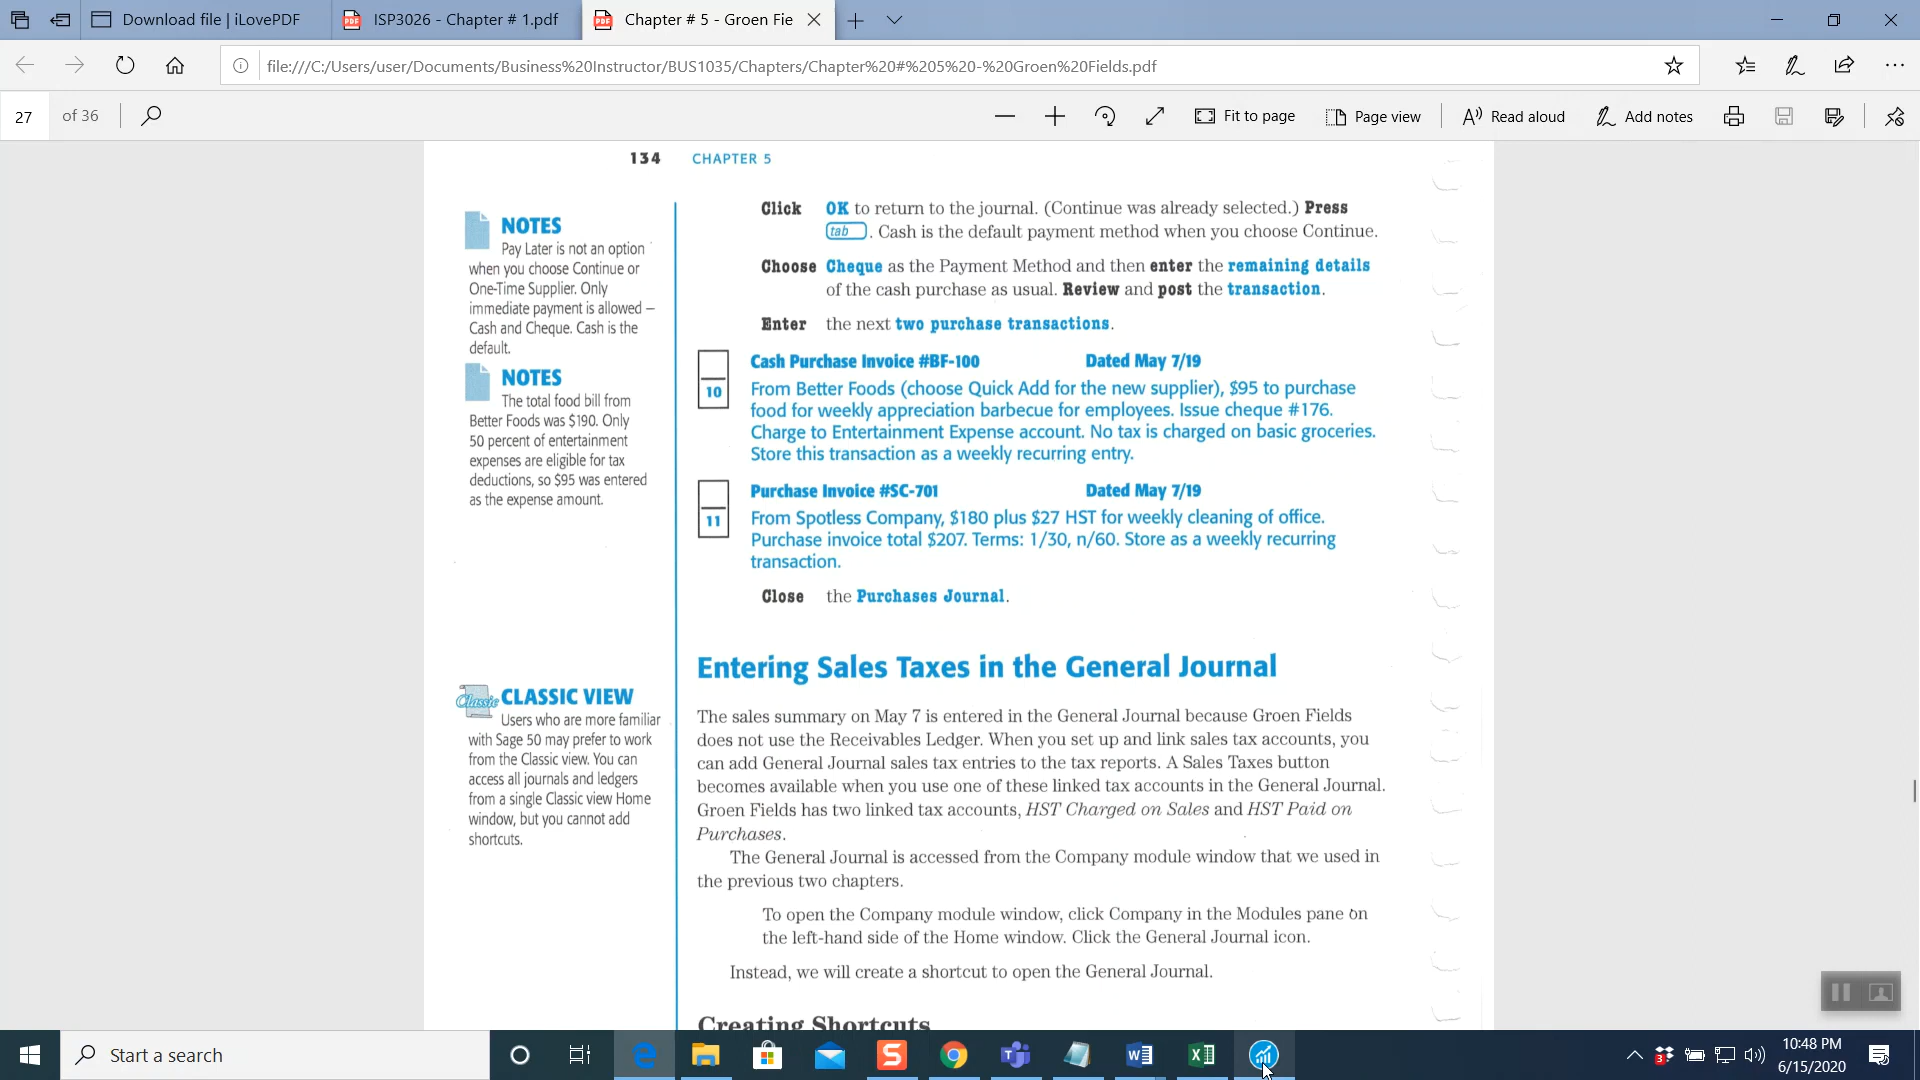 Download file | iLovePDF
ISP3026 - Chapter # 1.pdf
Chapter # 5 - Groen Fie
file:///C:/Users/user/Documents/Business%20Instructor/BUS1035/Chapters/Chapter%20#%205%20-%20Groen%20Fields.pdf
27 of 36
Fit to page
Page view
Read aloud
Add notes
134 CHAPTER 5
Click OK to return to the journal. (Continue was already selected.) Press
tab . Cash is the default payment method when you choose Continue.
Choose Cheque as the Payment Method and then enter the remaining details
of the cash purchase as usual. Review and post the transaction.
Enter the next two purchase transactions.
NOTES
Pay Later is not an option
when you choose Continue or
One-Time Supplier. Only
immediate payment is allowed —
Cash and Cheque. Cash is the
default.
NOTES
The total food bill from
Better Foods was $190. Only
50 percent of entertainment
expenses are eligible for tax
deductions, so $95 was entered
as the expense amount.
10
Cash Purchase Invoice #BF-100 Dated May 7/19
From Better Foods (choose Quick Add for the new supplier), $95 to purchase
food for weekly appreciation barbecue for employees. Issue cheque #176.
Charge to Entertainment Expense account. No tax is charged on basic groceries.
Store this transaction as a weekly recurring entry.
11
Purchase Invoice #SC-701 Dated May 7/19
From Spotless Company, $180 plus $27 HST for weekly cleaning of office.
Purchase invoice total $207. Terms: 1/30, n/60. Store as a weekly recurring
transaction.
Close the Purchases Journal.
Entering Sales Taxes in the General Journal
Classic CLASSIC VIEW
Users who are more familiar
with Sage 50 may prefer to work
from the Classic view. You can
access all journals and ledgers
from a single Classic view Home
window, but you cannot add
shortcuts.
The sales summary on May 7 is entered in the General Journal because Groen Fields
does not use the Receivables Ledger. When you set up and link sales tax accounts, you
can add General Journal sales tax entries to the tax reports. A Sales Taxes button
becomes available when you use one of these linked tax accounts in the General Journal.
Groen Fields has two linked tax accounts, HST Charged on Sales and HST Paid on
Purchases.
The General Journal is accessed from the Company module window that we used in
the previous two chapters.
To open the Company module window, click Company in the Modules pane on
the left-hand side of the Home window. Click the General Journal icon.
Instead, we will create a shortcut to open the General Journal.
Creating Shortcuts
Start a search
10:48 PM
6/15/2020